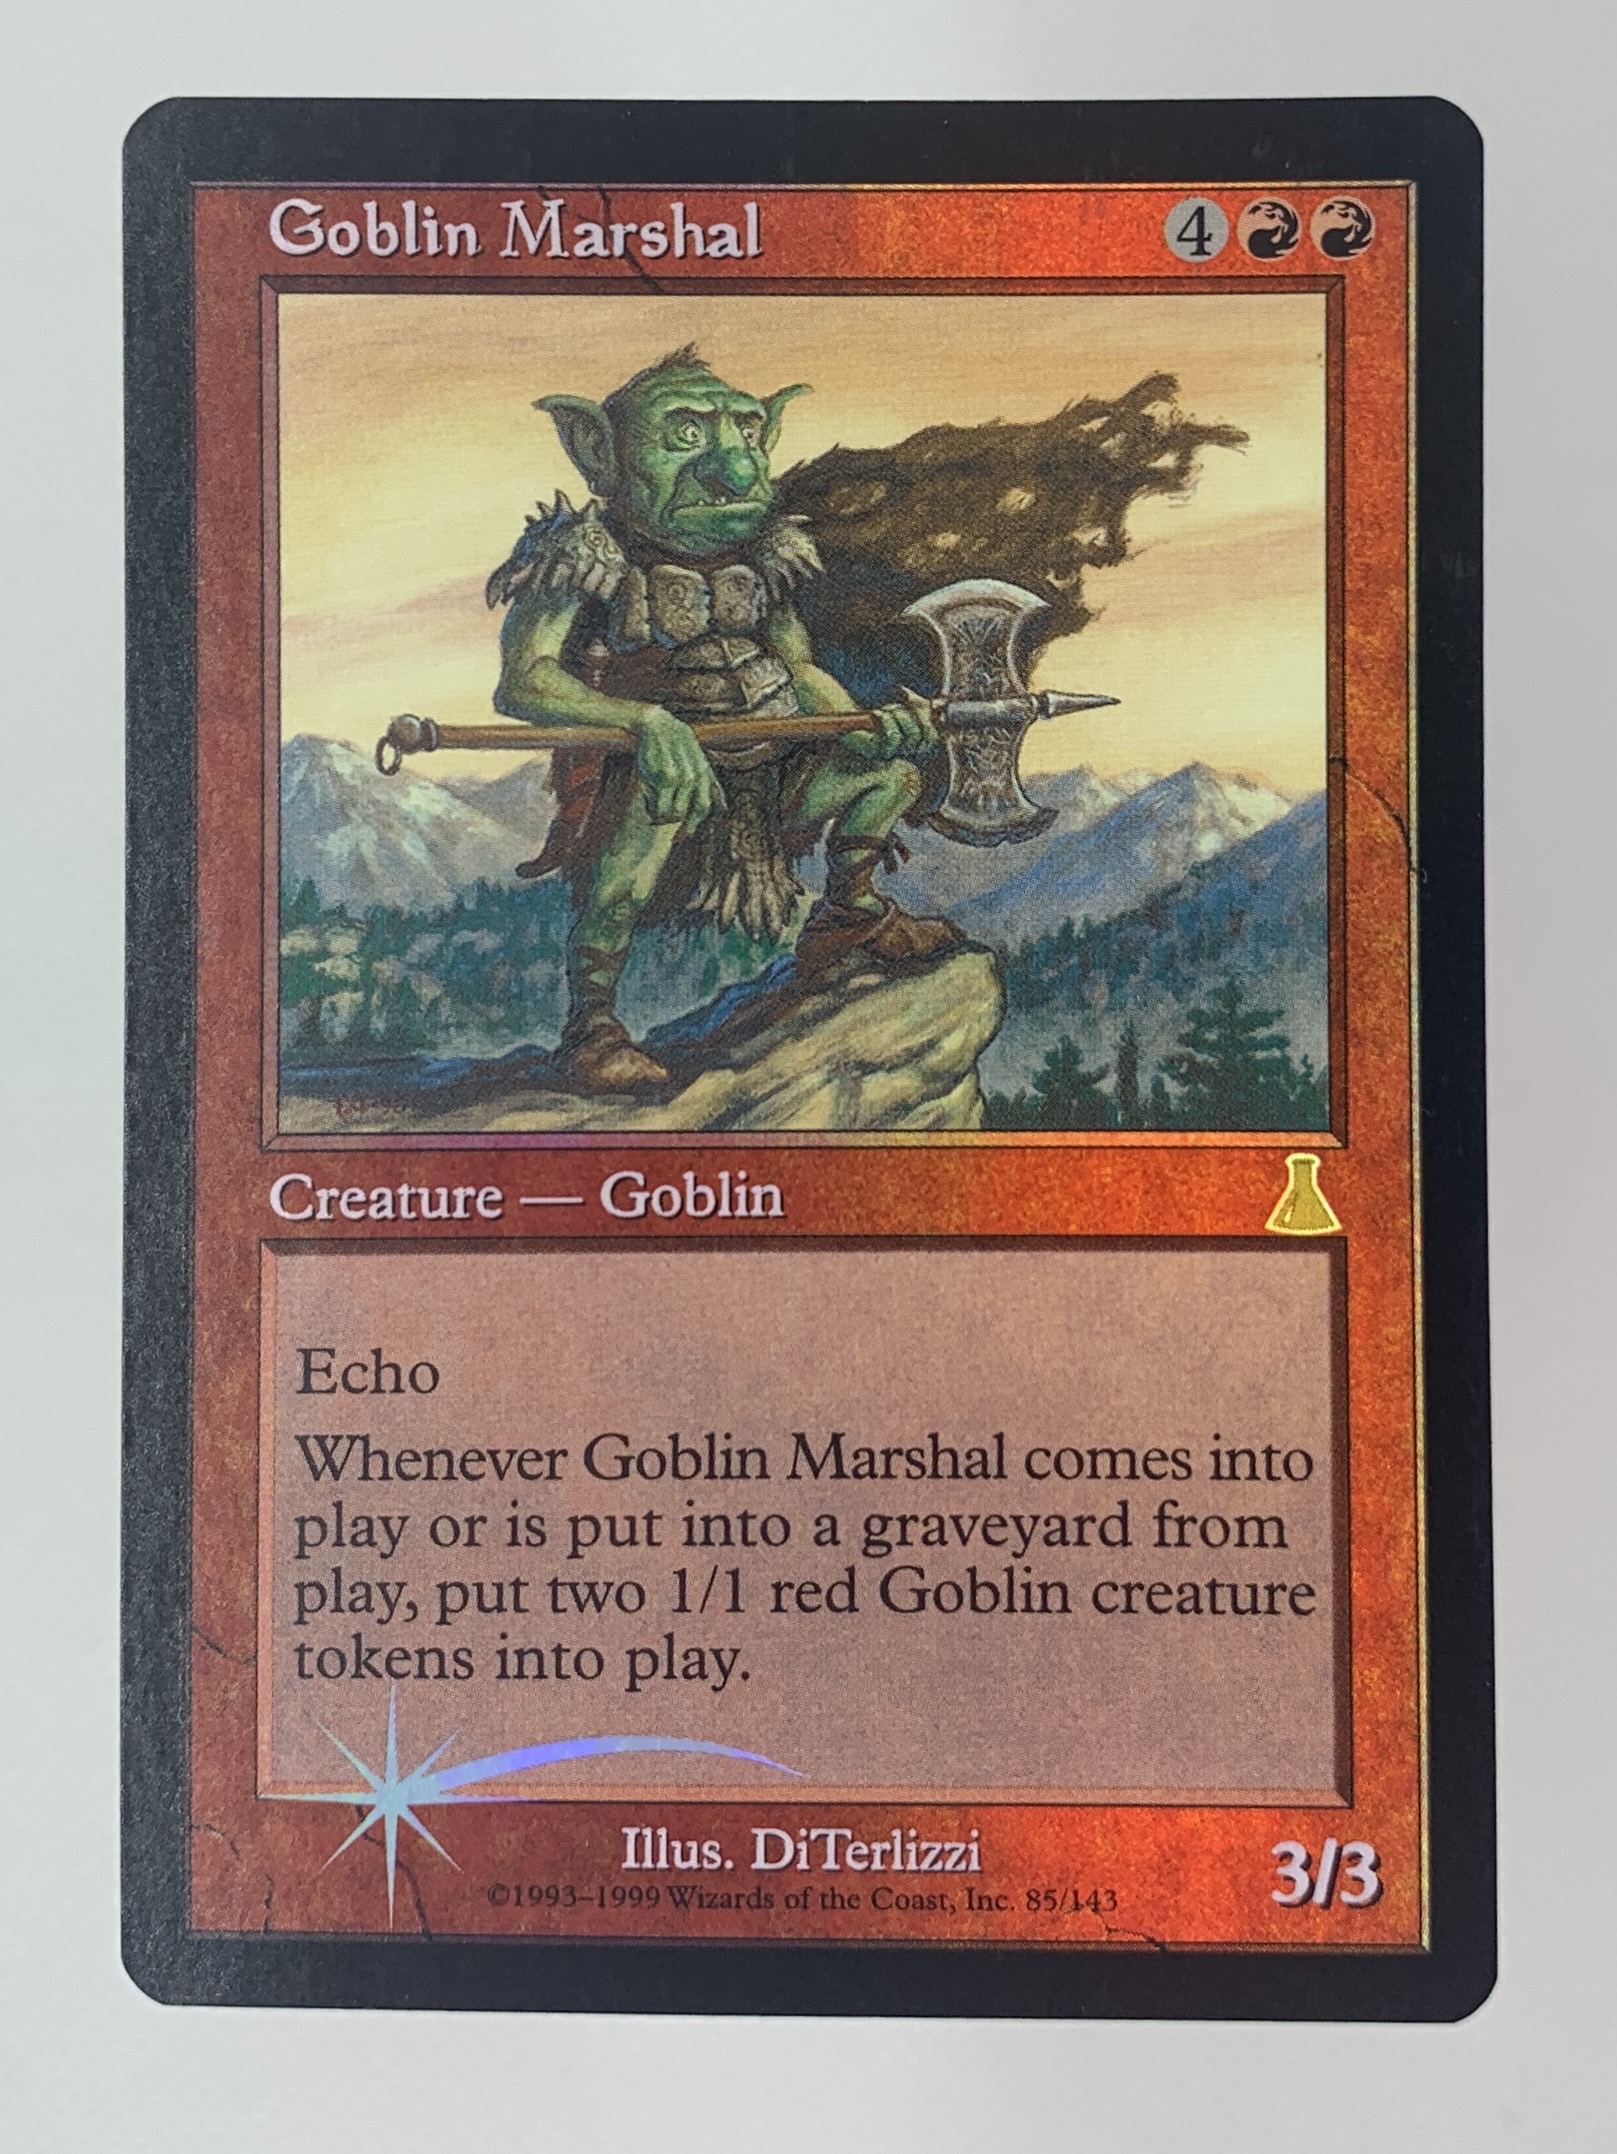 Goblin Marshal 4
Creature — Goblin
Echo
Whenever Goblin Marshal comes into
play or is put into a graveyard from
play, put two 1/1 red Goblin creature
tokens into play.
Illus. DiTerlizzi
©1993–1999 Wizards of the Coast, Inc. 85/143
3/3